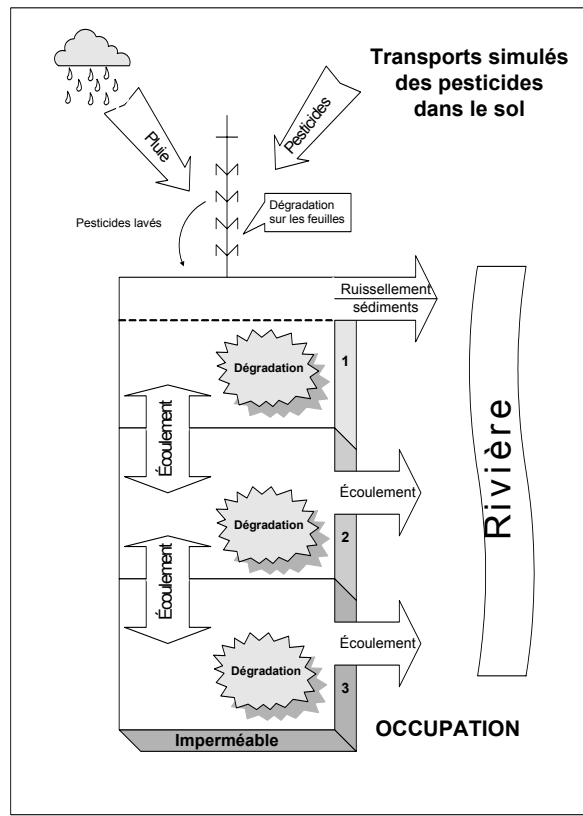 Transports simulés
des pesticides
dans le sol
Pluie
Pesticides
Pesticides lavés
Dégradation
sur les feuilles
Ruissellement
sédiments
Dégradation
1
Écoulement
Écoulement
Dégradation
2
Écoulement
Écoulement
Dégradation
3
Rivière
Imperméable
OCCUPATION